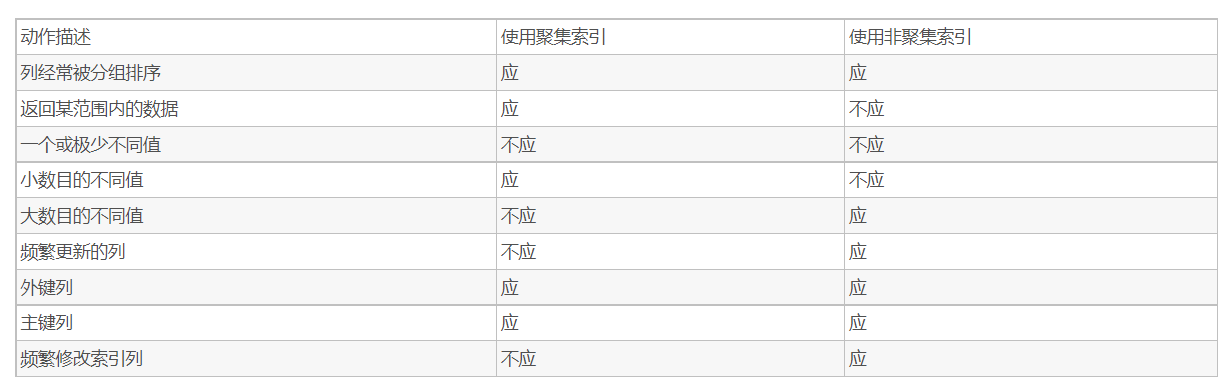 动作描述 使用聚集索引 使用非聚集索引
列经常被分组排序 应 应
返回某范围内的数据 应 不应
一个或极少不同值 不应 不应
小数目的不同值 应 不应
大数目的不同值 不应 应
频繁更新的列 不应 应
外键列 应 应
主键列 应 应
频繁修改索引列 不应 应